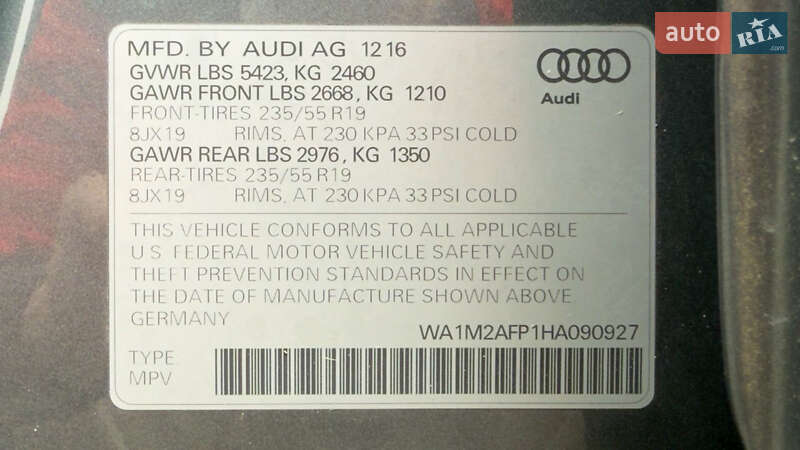 auto RIA.com
MFD. BY AUDI AG 12 16
GVWR LBS 5423, KG 2460
GAWR FRONT LBS 2668, KG 1210
FRONT-TIRES 235/55 R19
8JX19 RIMS, AT 230 KPA 33 PSI COLD
GAWR REAR LBS 2976, KG 1350
REAR-TIRES 235/55 R19
8JX19 RIMS, AT 230 KPA 33 PSI COLD
Audi
THIS VEHICLE CONFORMS TO ALL APPLICABLE
U.S. FEDERAL MOTOR VEHICLE SAFETY AND
THEFT PREVENTION STANDARDS IN EFFECT ON
THE DATE OF MANUFACTURE SHOWN ABOVE
GERMANY
WA1M2AFP1HA090927
TYPE:
MPV